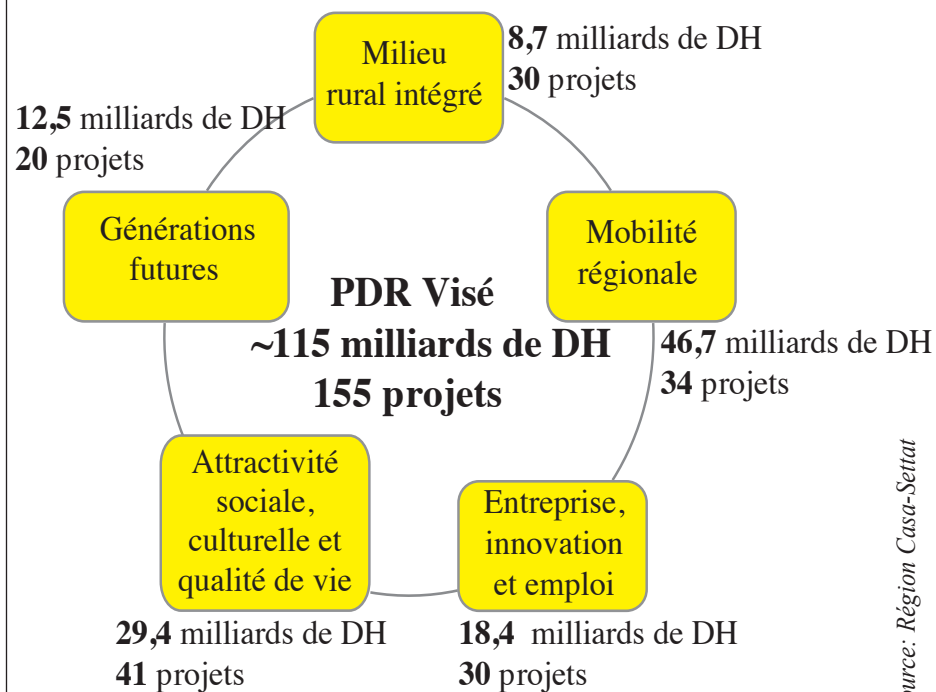 Milieu
rural intégré
8,7 milliards de DH
30 projets
12,5 milliards de DH
20 projets
Générations
futures
Mobilité
régionale
PDR Visé
~115 milliards de DH
155 projets
46,7 milliards de DH
34 projets
Attractivité
sociale,
culturelle et
qualité de vie
Entreprise,
innovation
et emploi
29,4 milliards de DH
41 projets
18,4 milliards de DH
30 projets
urce: Région Casa-Settat